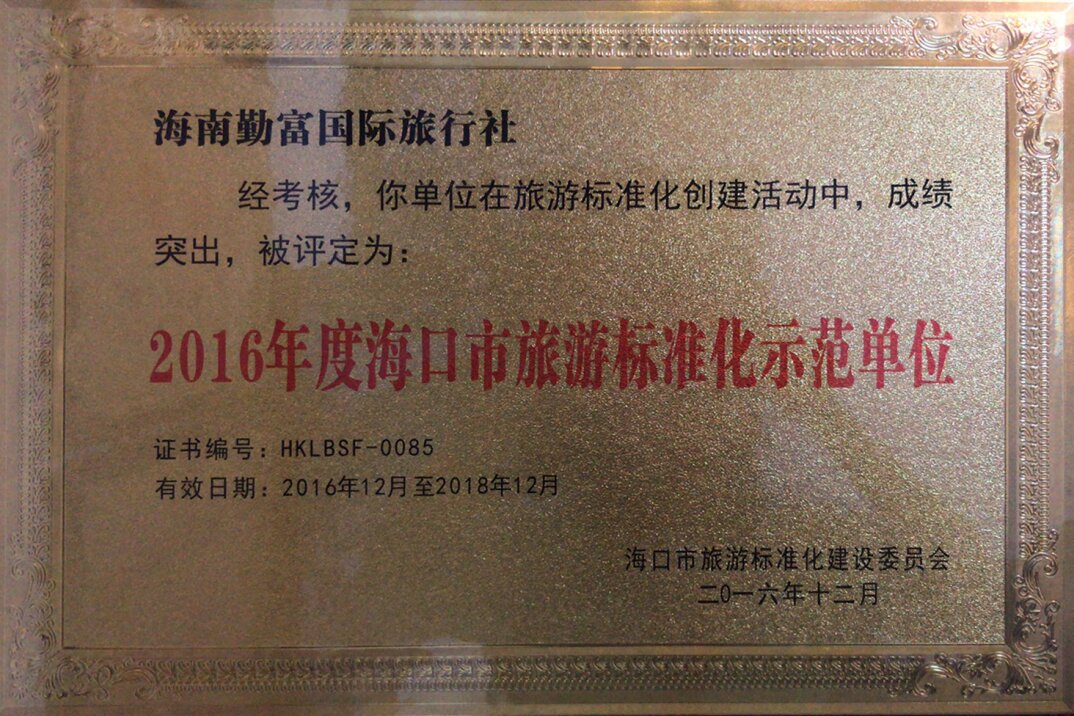 海南勤富国际旅行社
经考核，你单位在旅游标准化创建活动中，成绩
突出，被评定为：
2016年度海口市旅游标准化示范单位
证书编号：HKLBSF-0085
有效日期：2016年12月至2018年12月
海口市旅游标准化建设委员会
二〇一六年十二月